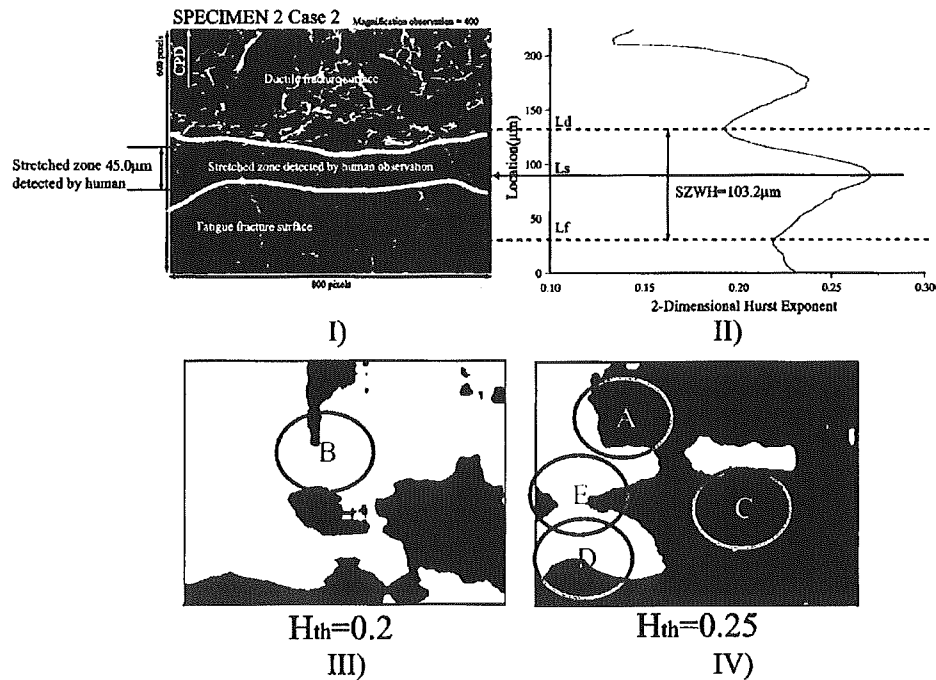 SPECIMEN 2 Case 2
Magnification observation = 400
600 pixels
CPD
Ductile fracture surface
Stretched zone 45.0μm
detected by human
Stretched zone detected by human observation
Fatigue fracture surface
800 pixels
I)
Location(μm)
200
150
100
50
0
Ld
Ls
Lf
SZWH=103.2μm
0.10
0.20
0.25
0.30
2-Dimensional Hurst Exponent
II)
B
Hth=0.2
III)
A
E
C
D
Hth=0.25
IV)